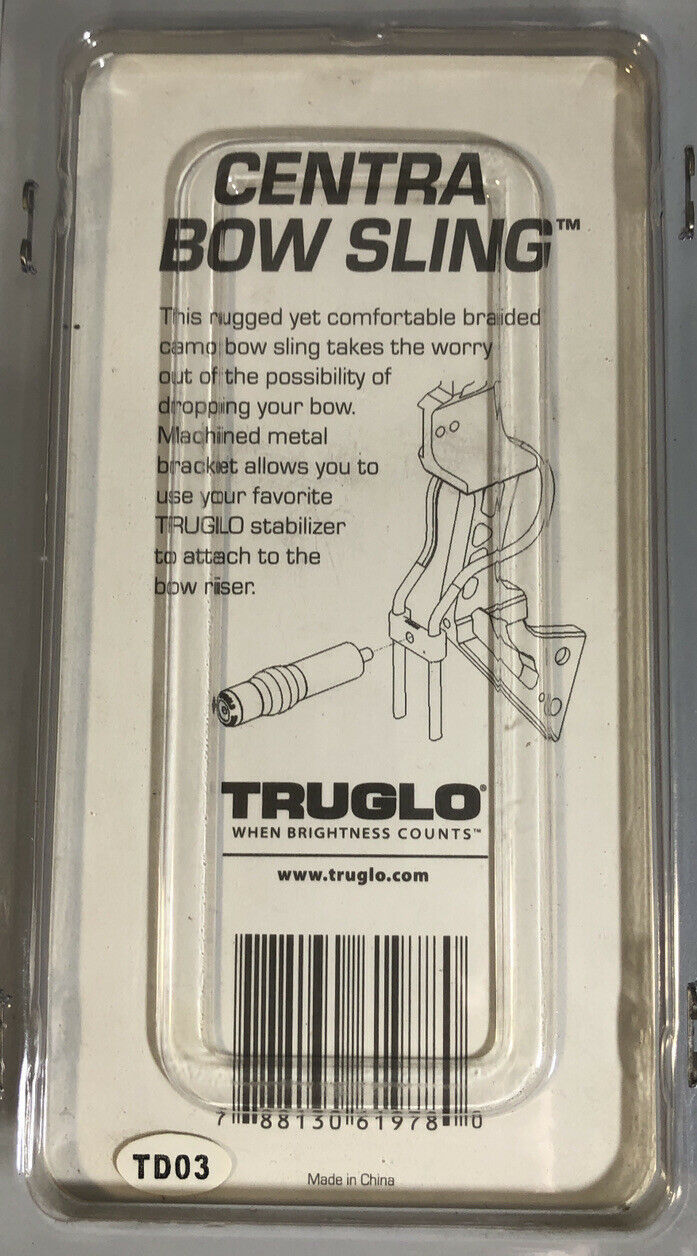 CENTRA
BOW SLING™
This rugged yet comfortable braided
camo bow sling takes the worry
out of the possibility of
dropping your bow.
Machined metal
bracket allows you to
use your favorite
TRUGLO stabilizer
to attach to the
bow riser.
TRUGLO®
WHEN BRIGHTNESS COUNTS™
www.truglo.com
7 88130 61978 0
TD03
Made in China